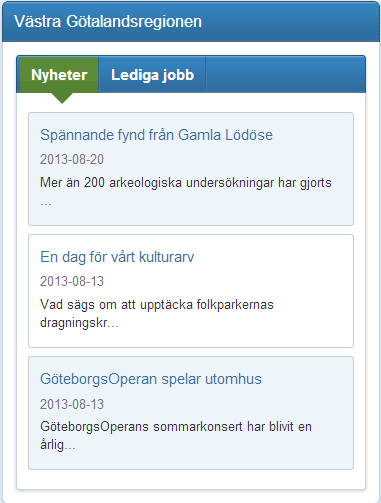 Västra Götalandsregionen
Nyheter Lediga jobb
Spännande fynd från Gamla Lödöse
2013-08-20
Mer än 200 arkeologiska undersökningar har gjorts
...
En dag för vårt kulturarv
2013-08-13
Vad sägs om att upptäcka folkparkernas
dragningskr...
GöteborgsOperan spelar utomhus
2013-08-13
GöteborgsOperans sommarkonsert har blivit en
årlig...